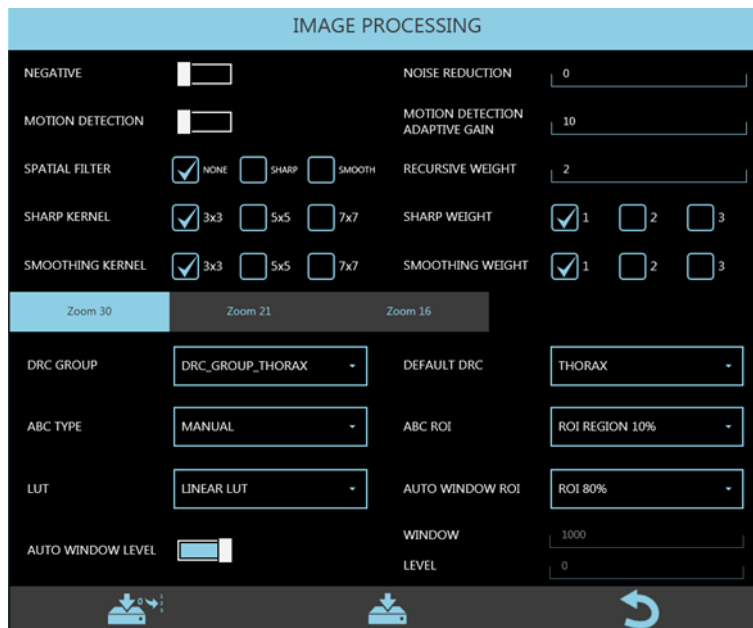 IMAGE PROCESSING
NEGATIVE
NOISE REDUCTION 0
MOTION DETECTION
MOTION DETECTION
ADAPTIVE GAIN 10
SPATIAL FILTER NONE SHARP SMOOTH
RECURSIVE WEIGHT 2
SHARP KERNEL 3x3 5x5 7x7
SHARP WEIGHT 1 2 3
SMOOTHING KERNEL 3x3 5x5 7x7
SMOOTHING WEIGHT 1 2 3
Zoom 30 Zoom 21 Zoom 16
DRC GROUP DRC_GROUP_THORAX
DEFAULT DRC THORAX
ABC TYPE MANUAL
ABC ROI ROI REGION 10%
LUT LINEAR LUT
AUTO WINDOW ROI ROI 80%
AUTO WINDOW LEVEL
WINDOW 1000
LEVEL 0
0